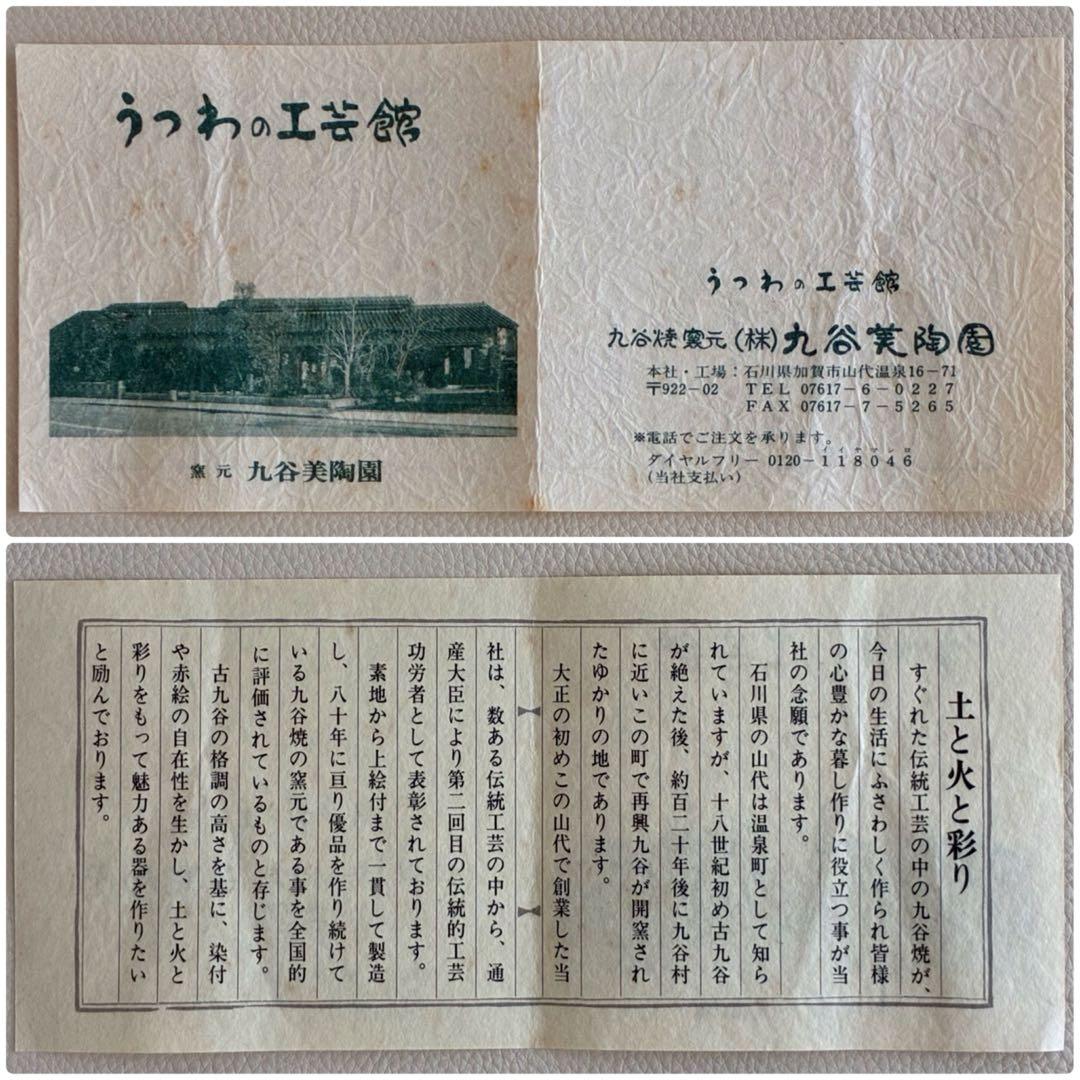 うつわの工芸館
窯元 九谷美陶園
うつわの工芸館
九谷焼窯元(株)九谷美陶園
本社・工場:石川県加賀市山代温泉16-71
〒922-02 TEL 07617-6-0227
FAX 07617-7-5265
※電話でご注文を承ります。
イイヤマシロ
ダイヤルフリー 0120-118046
(当社支払い)
土と火と彩り
すぐれた伝統工芸の中の九谷焼が、
今日の生活にふさわしく作られ皆様
の心豊かな暮し作りに役立つ事が当
社の念願であります。
石川県の山代は温泉町として知ら
れていますが、十八世紀初め古九谷
が絶えた後、約百二十年後に九谷村
に近いこの町で再興九谷が開窯され
たゆかりの地であります。
大正の初めこの山代で創業した当
社は、数ある伝統工芸の中から、通
産大臣により第二回目の伝統的工芸
功労者として表彰されております。
素地から上絵付まで一貫して製造
し、八十年に亘り優品を作り続けて
いる九谷焼の窯元である事を全国的
に評価されているものと存じます。
古九谷の格調の高さを基に、染付
や赤絵の自在性を生かし、土と火と
彩りをもって魅力ある器を作りたい
と励んでおります。